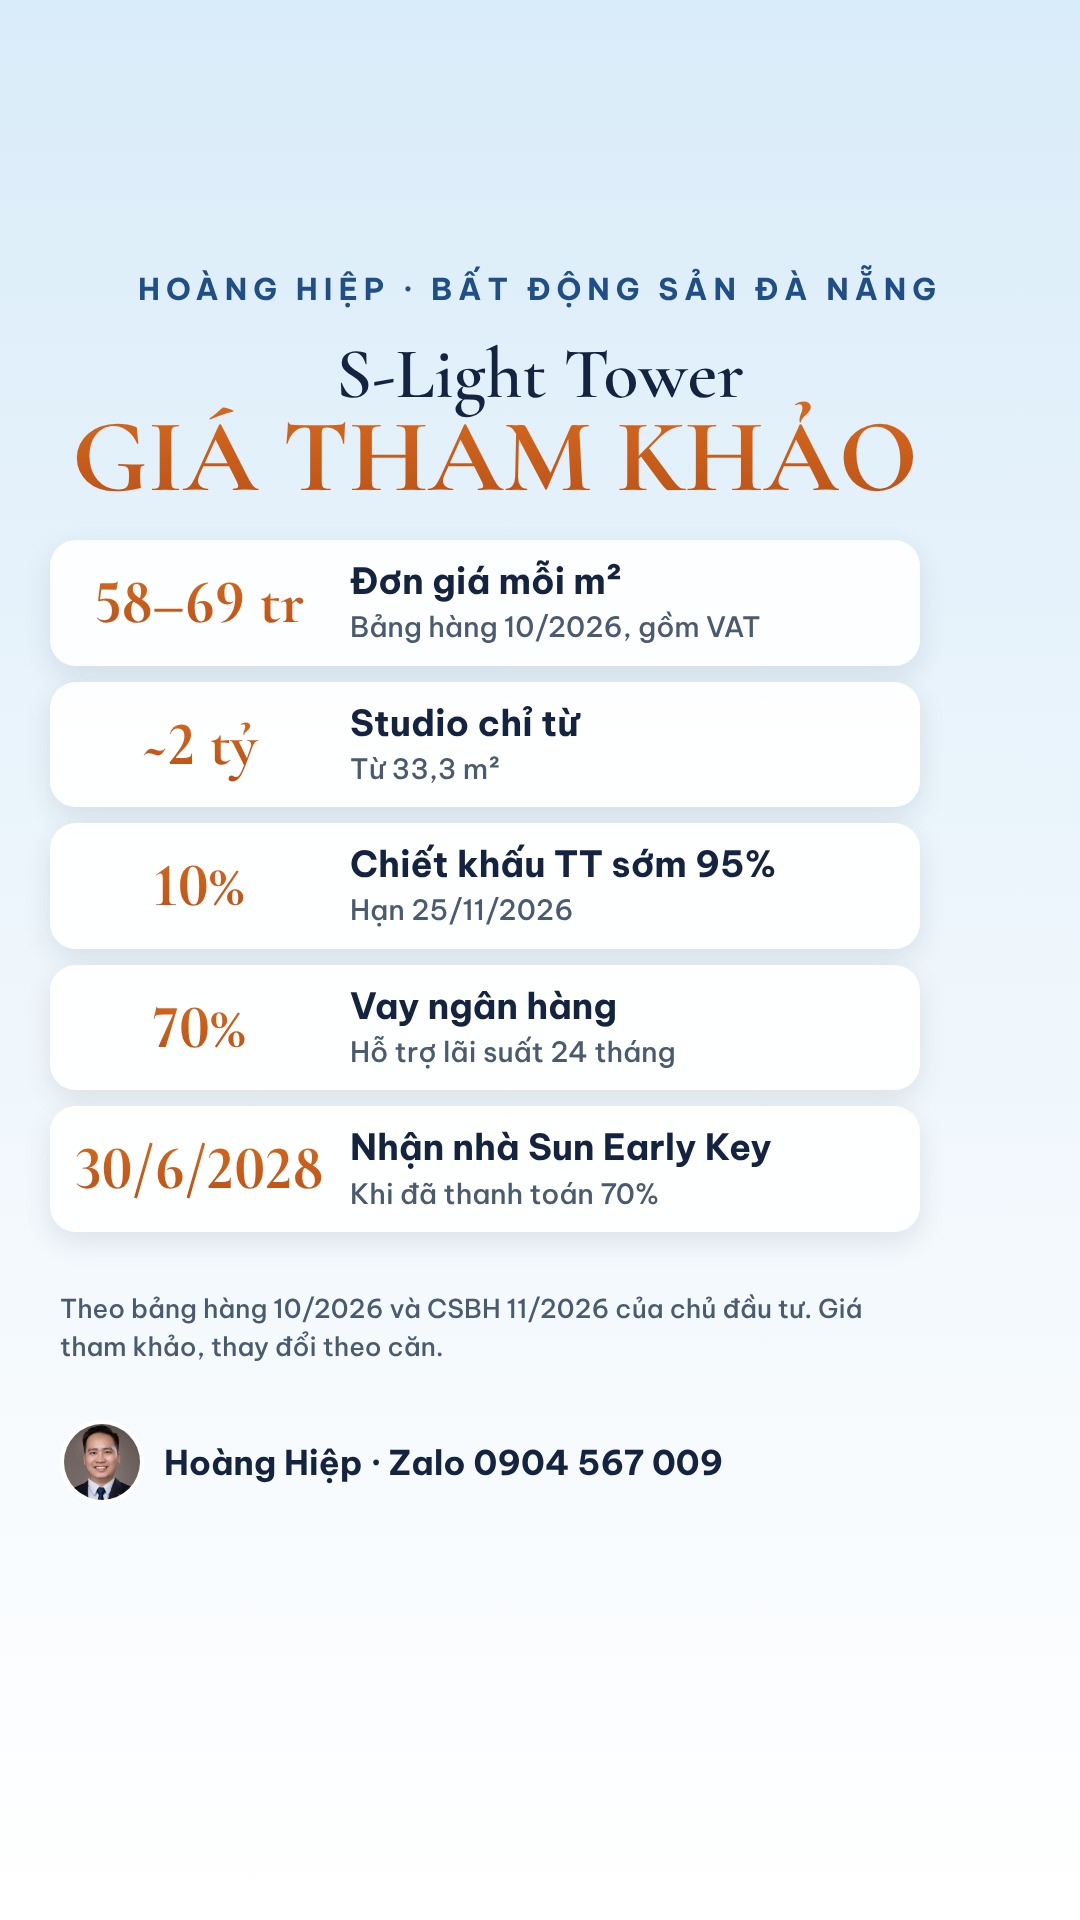 HOÀNG HIỆP · BẤT ĐỘNG SẢN ĐÀ NẴNG
S-Light Tower
GIÁ THAM KHẢO
58–69 tr
Đơn giá mỗi m²
Bảng hàng 10/2026, gồm VAT
~2 tỷ
Studio chỉ từ
Từ 33,3 m²
10%
Chiết khấu TT sớm 95%
Hạn 25/11/2026
70%
Vay ngân hàng
Hỗ trợ lãi suất 24 tháng
30/6/2028
Nhận nhà Sun Early Key
Khi đã thanh toán 70%
Theo bảng hàng 10/2026 và CSBH 11/2026 của chủ đầu tư. Giá
tham khảo, thay đổi theo căn.
Hoàng Hiệp · Zalo 0904 567 009